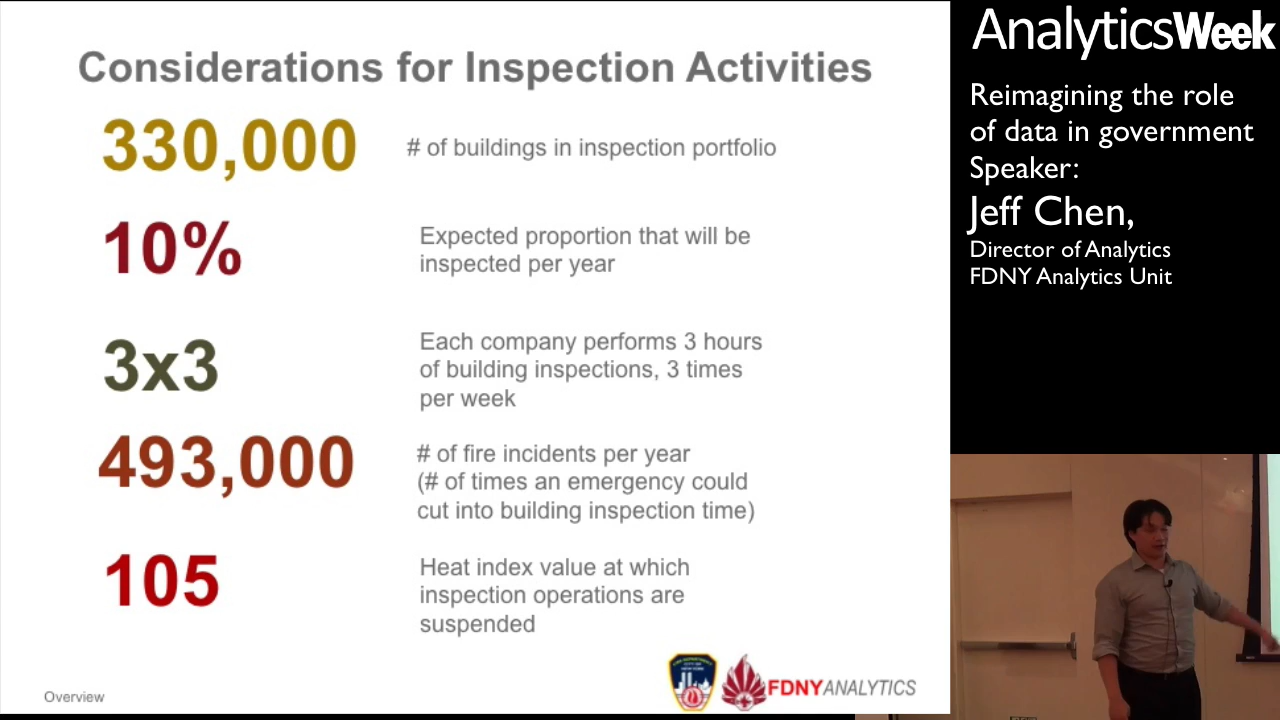 Considerations for Inspection Activities
330,000
# of buildings in inspection portfolio
10%
Expected proportion that will be
inspected per year
3x3
Each company performs 3 hours
of building inspections, 3 times
per week
493,000
# of fire incidents per year
(# of times an emergency could
cut into building inspection time)
105
Heat index value at which
inspection operations are
suspended
Overview
FDNYANALYTICS
AnalyticsWeek
Reimagining the role
of data in government
Speaker:
Jeff Chen,
Director of Analytics
FDNY Analytics Unit